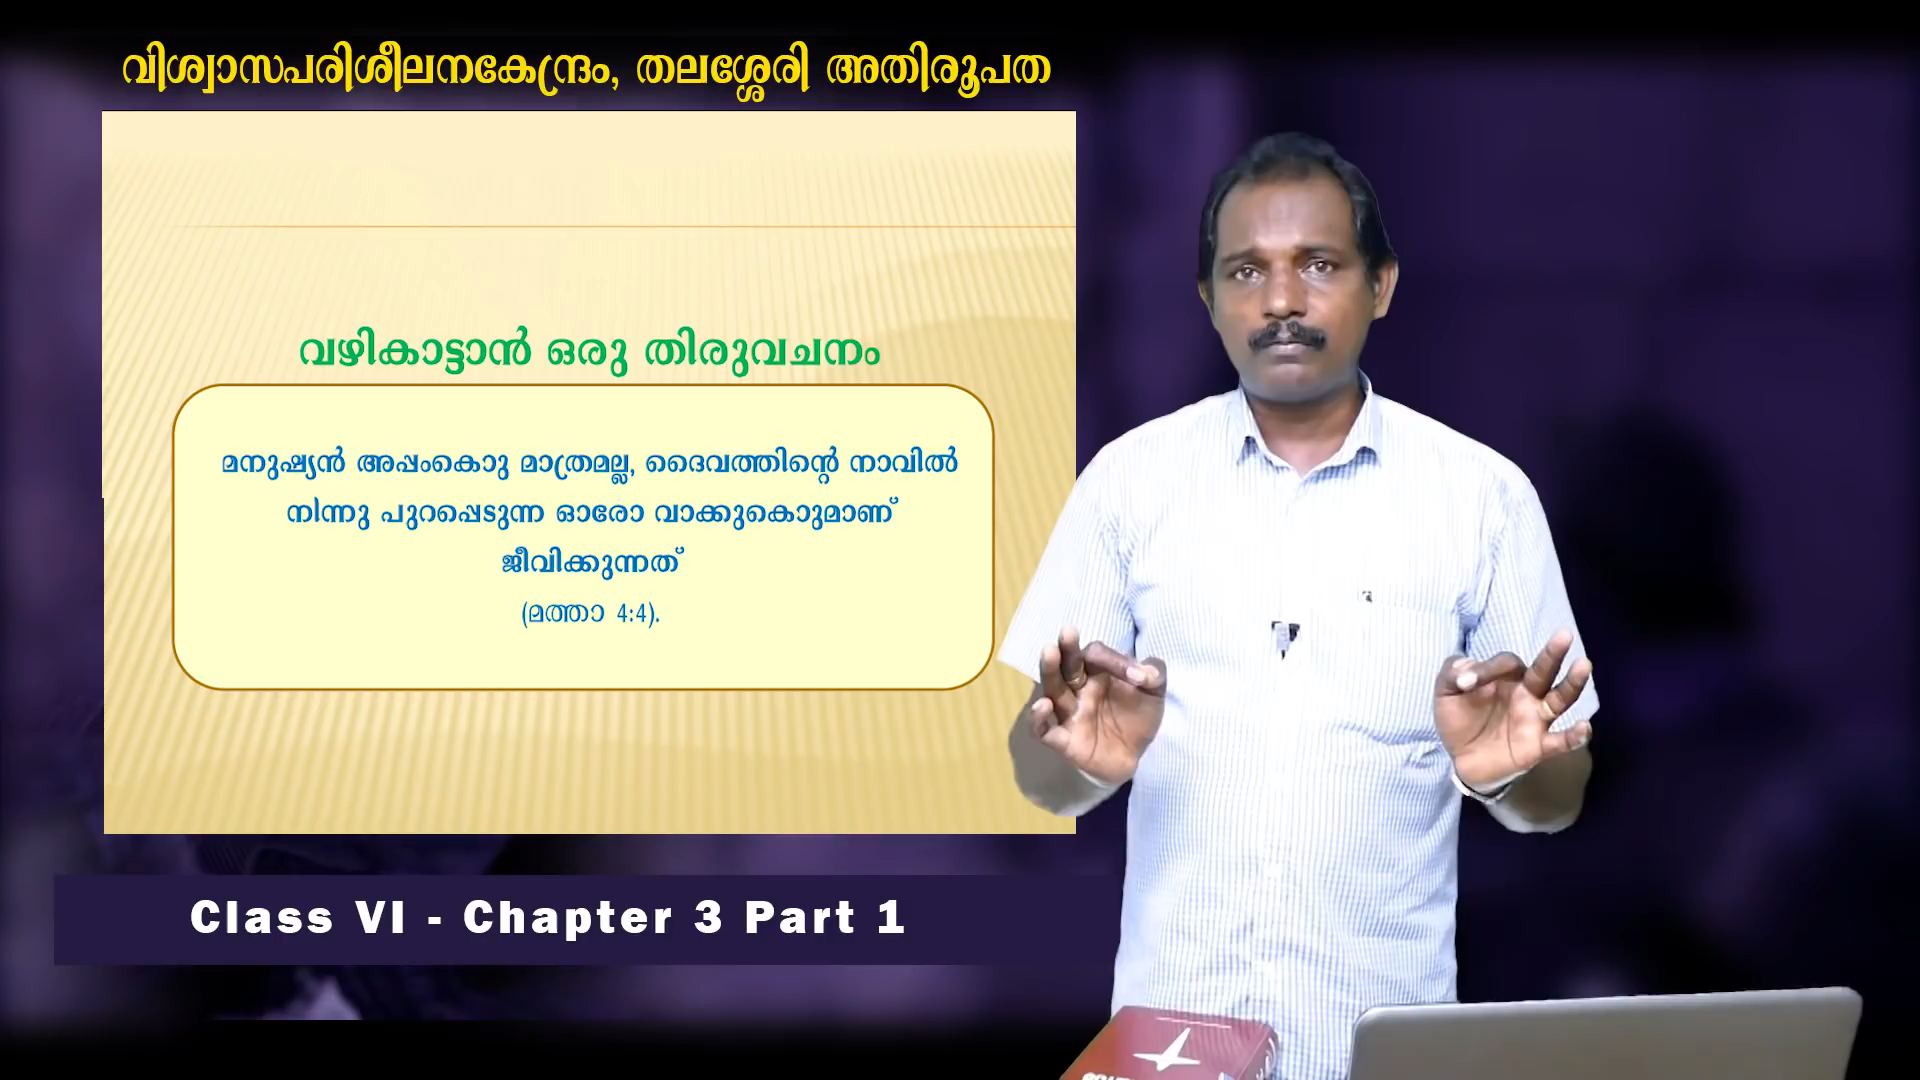 വിശ്വാസപരിശീലനകേന്ദ്രം, തലശ്ശേരി അതിരൂപത
വഴികാട്ടാൻ ഒരു തിരുവചനം
മനുഷ്യൻ അപ്പംകൊു മാത്രമല്ല, ദൈവത്തിന്റെ നാവിൽ
നിന്നു പുറപ്പെടുന്ന ഓരോ വാക്കുകൊുമാണ്
ജീവിക്കുന്നത്
(മത്താ 4:4).
Class VI - Chapter 3 Part 1